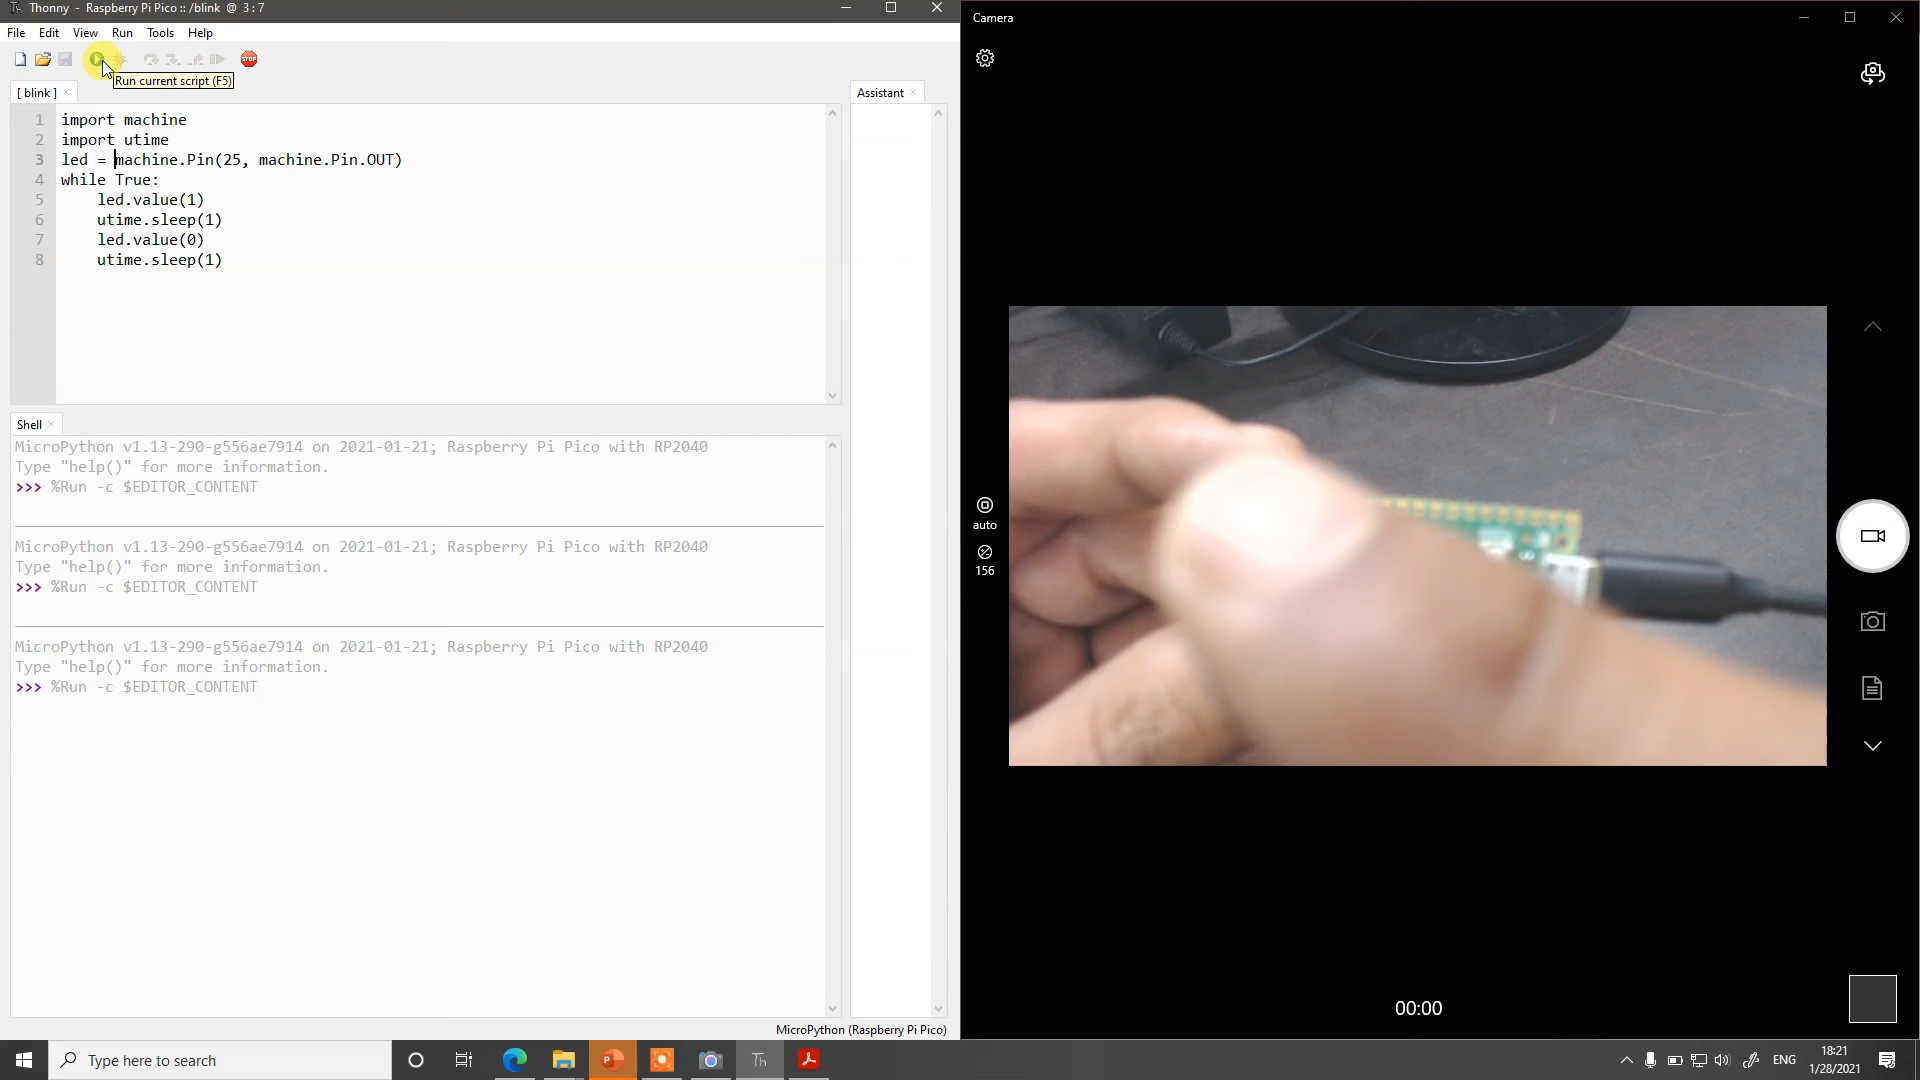 Thonny - Raspberry Pi Pico :: /blink @ 3 : 7
File Edit View Run Tools Help
STOP
Run current script (F5)
[ blink ] ×
Assistant ×
1 import machine
2 import utime
3 led = machine.Pin(25, machine.Pin.OUT)
4 while True:
5     led.value(1)
6     utime.sleep(1)
7     led.value(0)
8     utime.sleep(1)
Shell ×
MicroPython v1.13-290-g556ae7914 on 2021-01-21; Raspberry Pi Pico with RP2040
Type "help()" for more information.
>>> %Run -c $EDITOR_CONTENT
MicroPython v1.13-290-g556ae7914 on 2021-01-21; Raspberry Pi Pico with RP2040
Type "help()" for more information.
>>> %Run -c $EDITOR_CONTENT
MicroPython v1.13-290-g556ae7914 on 2021-01-21; Raspberry Pi Pico with RP2040
Type "help()" for more information.
>>> %Run -c $EDITOR_CONTENT
MicroPython (Raspberry Pi Pico)
Camera
auto
156
00:00
Type here to search
P
Th
ENG
18:21
1/28/2021